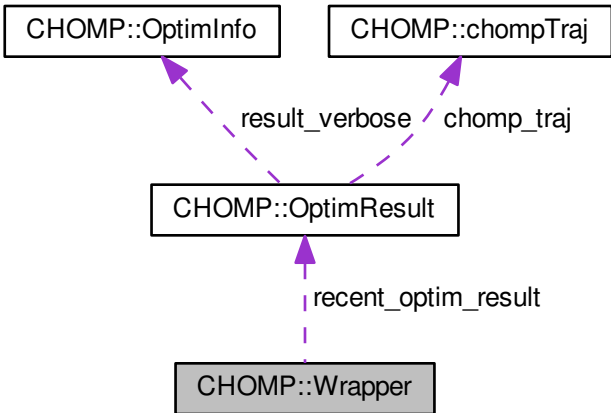 CHOMP::OptimInfo
CHOMP::chompTraj
result_verbose
chomp_traj
CHOMP::OptimResult
recent_optim_result
CHOMP::Wrapper